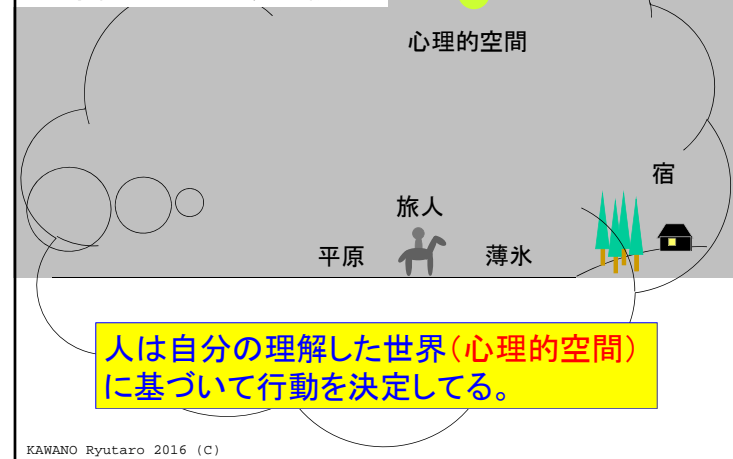 心理的空間
宿
旅人
平原
薄氷
人は自分の理解した世界(心理的空間)
に基づいて行動を決定してる。
KAWANO Ryutaro 2016 (C)